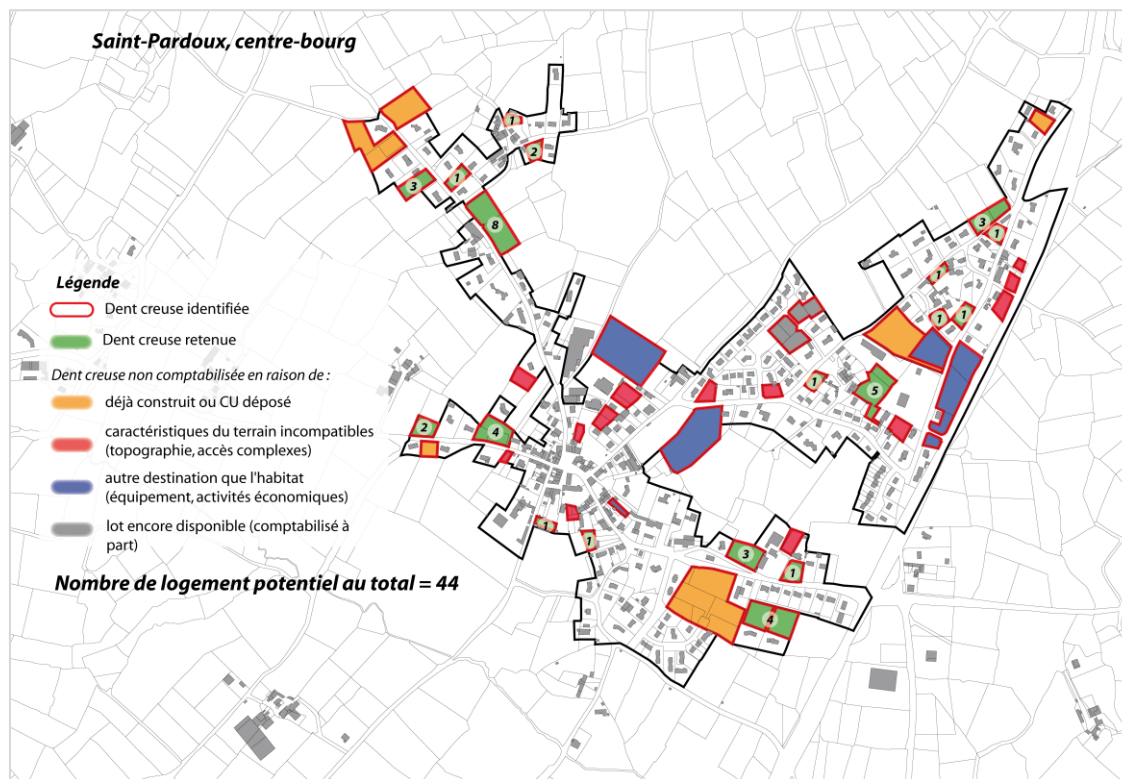 Saint-Pardoux, centre-bourg
1
2
3
1
8
3
1
1
1
1
Légende
Dent creuse identifiée
Dent creuse retenue
Dent creuse non comptabilisée en raison de :
déjà construit ou CU déposé
caractéristiques du terrain incompatibles
(topographie, accès complexes)
autre destination que l'habitat
(équipement, activités économiques)
lot encore disponible (comptabilisé à
part)
1
5
2
4
1
1
3
1
4
Nombre de logement potentiel au total = 44